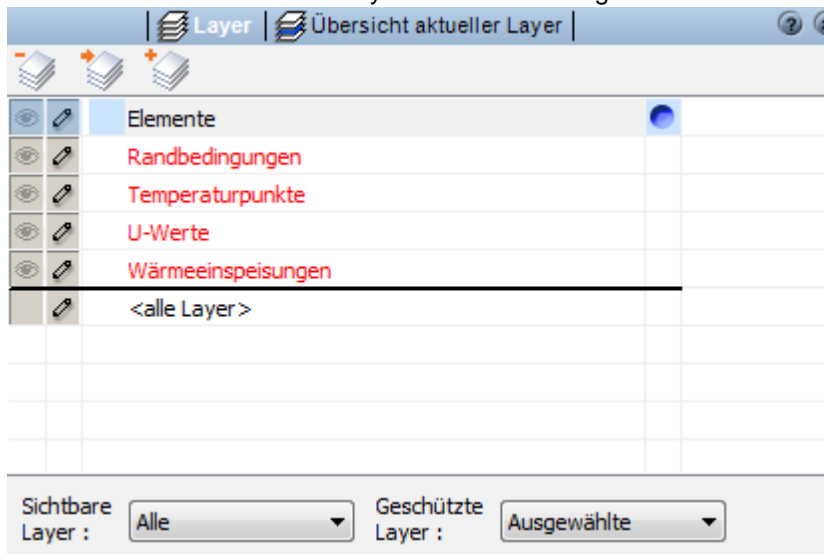 Layer Übersicht aktueller Layer
Elemente
Randbedingungen
Temperaturpunkte
U-Werte
Wärmeeinspeisungen
<alle Layer>
Sichtbare Layer : Alle
Geschützte Layer : Ausgewählte